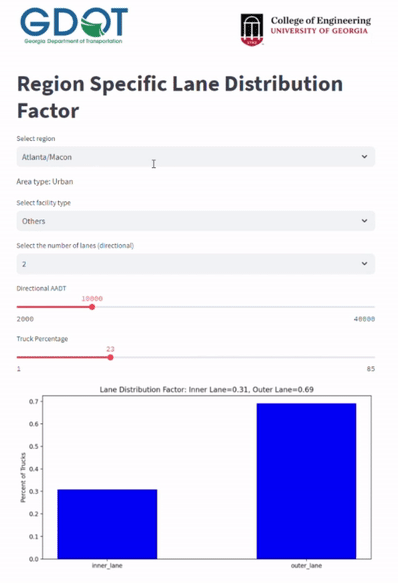 GDOT
Georgia Department of Transportation
College of Engineering
UNIVERSITY OF GEORGIA
Region Specific Lane Distribution
Factor
Select region
Atlanta/Macon
Area type: Urban
Select facility type
Others
Select the number of lanes (directional)
2
Directional AADT
10000
2000
40000
Truck Percentage
23
1
85
Lane Distribution Factor: Inner Lane=0.31, Outer Lane=0.69
Percent of Trucks
0.7
0.6
0.5
0.4
0.3
0.2
0.1
0.0
inner_lane
outer_lane